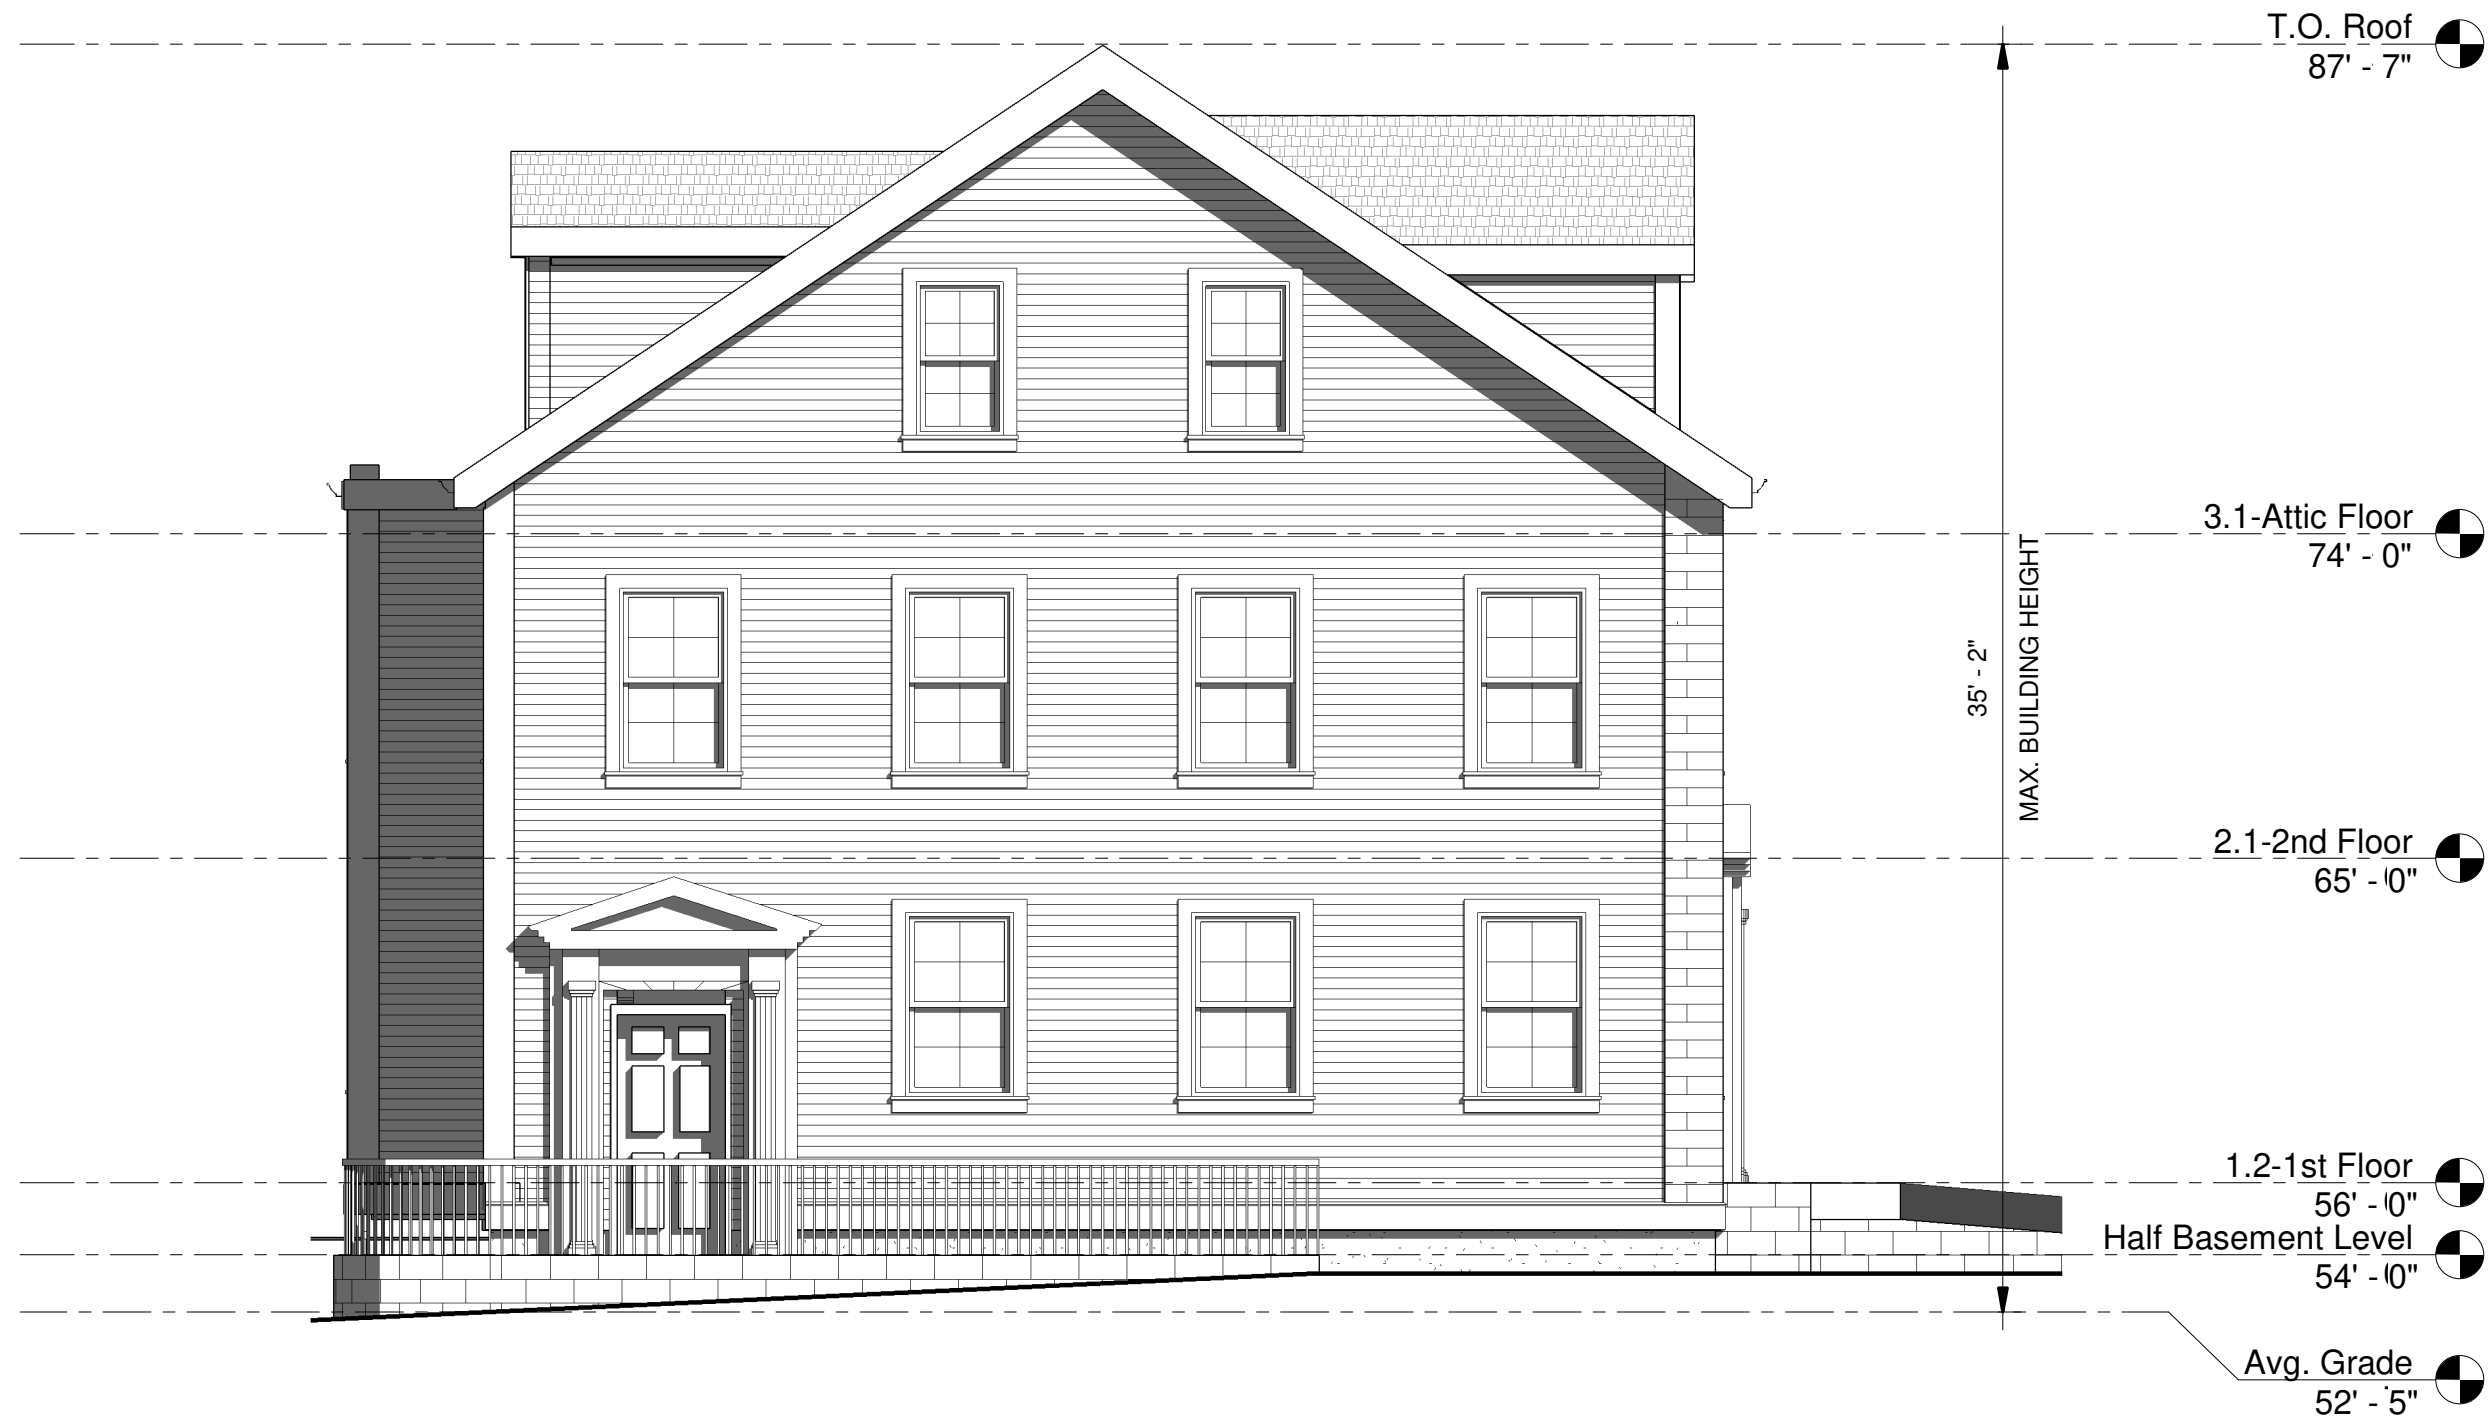 T.O. Roof
87' - 7"
3.1-Attic Floor
74' - 0"
35' - 2"
MAX. BUILDING HEIGHT
2.1-2nd Floor
65' - 0"
1.2-1st Floor
56' - 0"
Half Basement Level
54' - 0"
Avg. Grade
52' - 5"